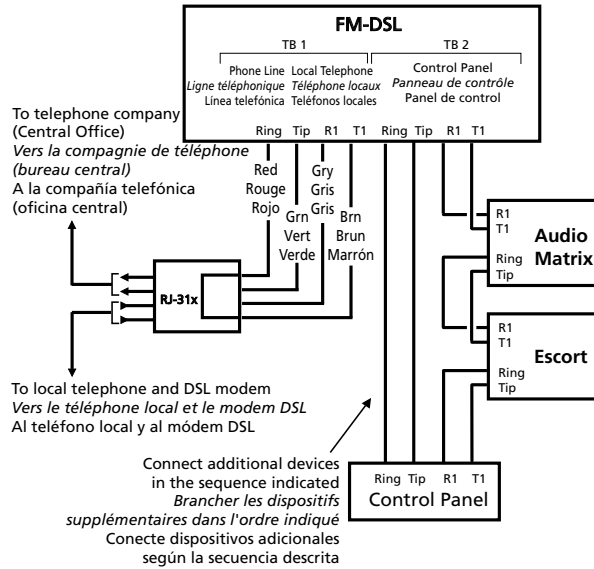 FM-DSL
TB 1
TB 2
Phone Line Local Telephone
Ligne téléphonique Téléphone locaux
Línea telefónica Teléfonos locales
Control Panel
Panneau de contrôle
Panel de control
Ring Tip R1 T1 Ring Tip R1 T1
To telephone company
(Central Office)
Vers la compagnie de téléphone
(bureau central)
A la compañía telefónica
(oficina central)
Red
Rouge
Rojo
Grn
Vert
Verde
Gry
Gris
Gris
Brn
Brun
Marrón
RJ-31x
R1
T1
Ring
Tip
Audio
Matrix
R1
T1
Ring
Tip
Escort
To local telephone and DSL modem
Vers le téléphone local et le modem DSL
Al teléfono local y al módem DSL
Connect additional devices
in the sequence indicated
Brancher les dispositifs
supplémentaires dans l'ordre indiqué
Conecte dispositivos adicionales
según la secuencia descrita
Ring Tip R1 T1
Control Panel